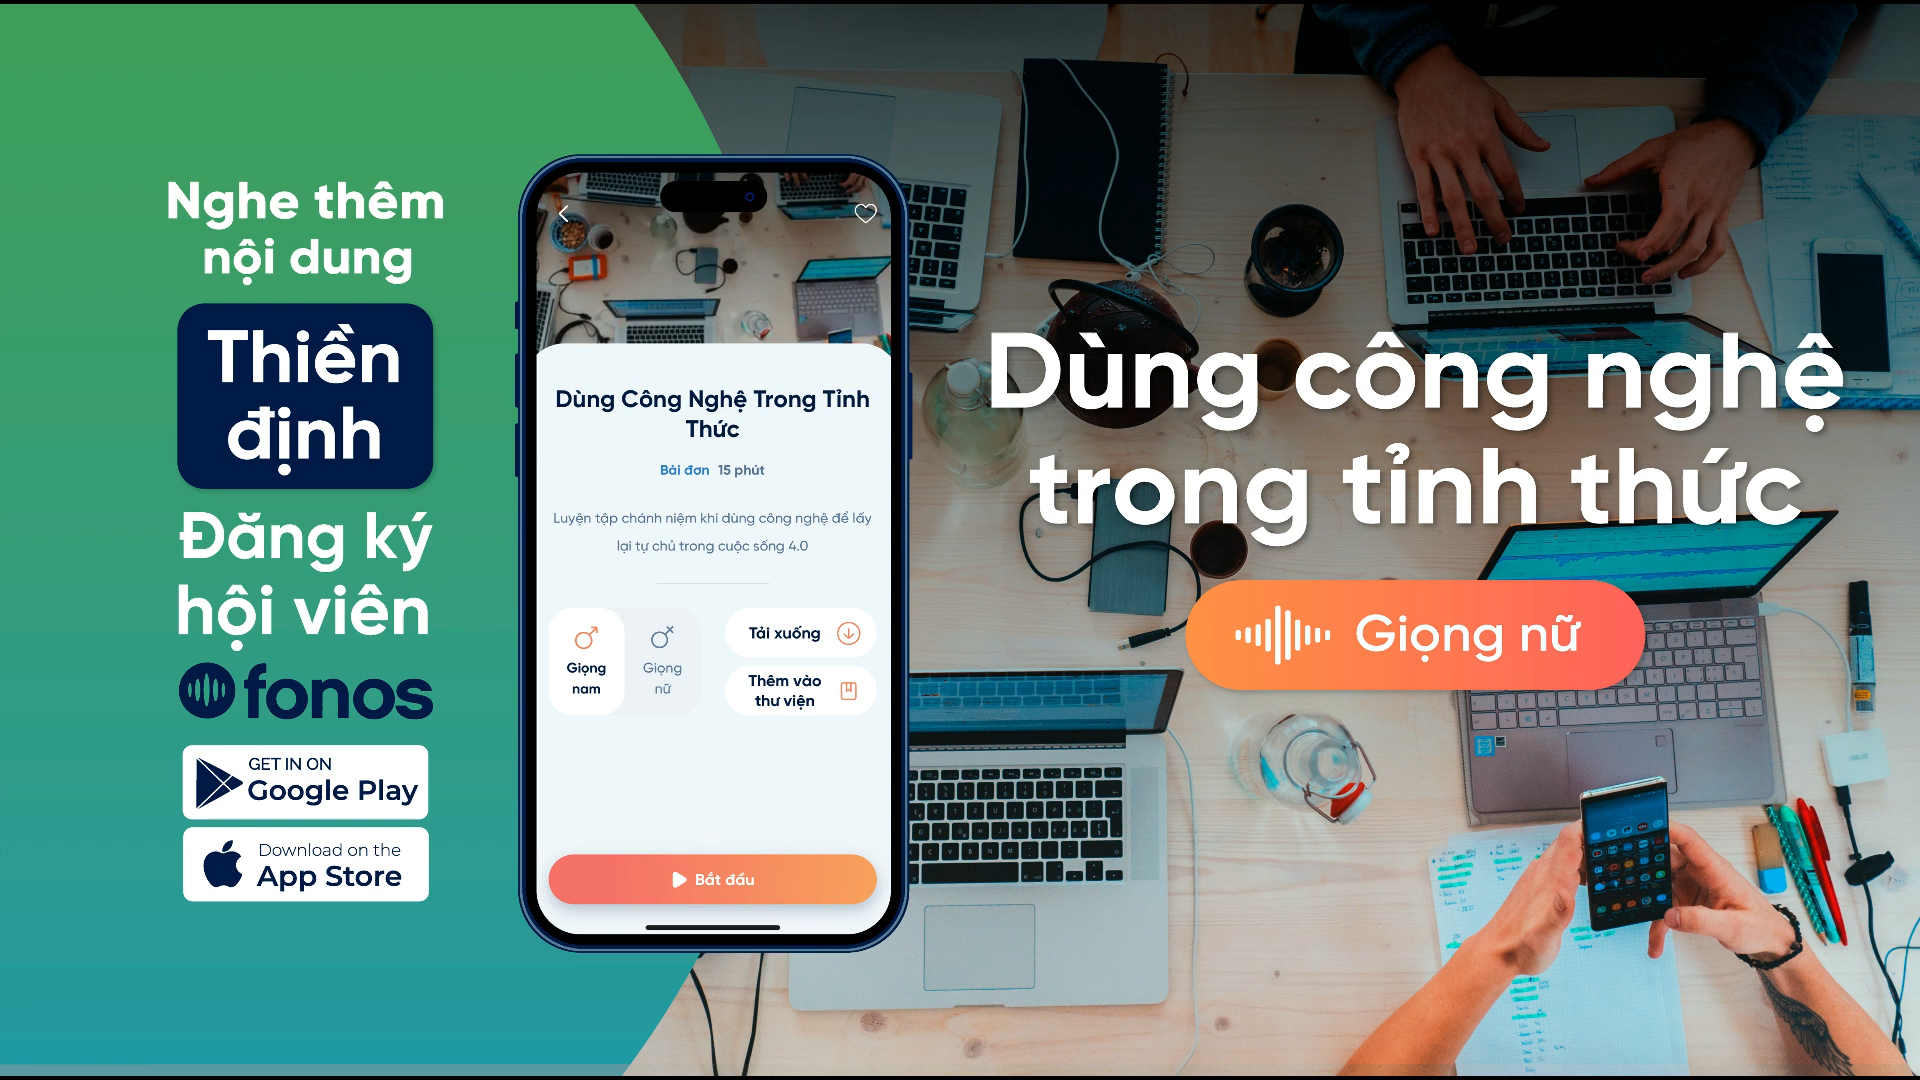 Nghe thêm
nội dung
Thiền
định
Đăng ký
hội viên
fonos
GET IN ON
Google Play
Download on the
App Store
Dùng Công Nghệ Trong Tỉnh
Thức
Bài đơn 15 phút
Luyện tập chánh niệm khi dùng công nghệ để lấy
lại tự chủ trong cuộc sống 4.0
Giọng
nam
Giọng
nữ
Tải xuống
Thêm vào
thư viện
Bắt đầu
Dùng công nghệ
trong tỉnh thức
Giọng nữ